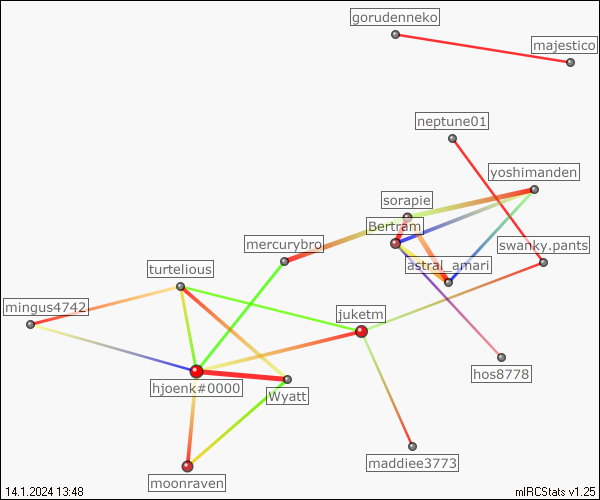 gorudenneko
majestico
neptune01
yoshimanden
sorapie
Bertram
mercurybro
swanky.pants
astral_amari
turtelious
mingus4742
juketm
hos8778
hjoenk#0000
Wyatt
maddiee3773
moonraven
14.1.2024 13:48
mIRCStats v1.25